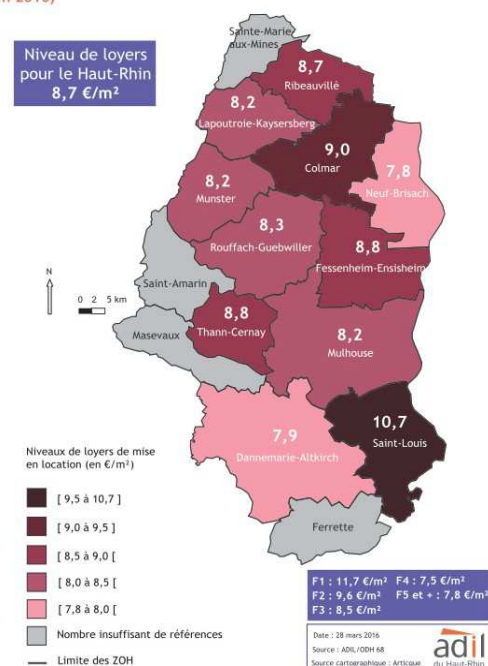 n 2016)
Niveau de loyers
pour le Haut-Rhin
8,7 €/m²
Sainte-Marie
aux-Mines
8,7
Ribeauvillé
8,2
Lapoutroie-Kaysersberg
9,0
Colmar
7,8
Neuf-Brisach
8,2
Munster
8,3
Rouffach-Guebwiller
8,8
Fessenheim-Ensisheim
Saint-Amarin
N
0 2 5 km
8,8
Thann-Cernay
Masevaux
8,2
Mulhouse
10,7
Saint-Louis
7,9
Dannemarie-Altkirch
Ferrette
Niveaux de loyers de mise
en location (en €/m²)
[ 9,5 à 10,7 ]
[ 9,0 à 9,5 ]
[ 8,5 à 9,0 [
[ 8,0 à 8,5 [
[ 7,8 à 8,0 [
Nombre insuffisant de références
Limite des ZOH
F1 : 11,7 €/m² F4 : 7,5 €/m²
F2 : 9,6 €/m² F5 et + : 7,8 €/m²
F3 : 8,5 €/m²
Date : 28 mars 2016
Source : ADIL/ODH 68
Source cartographique : Articque
adil
du Haut-Rhin